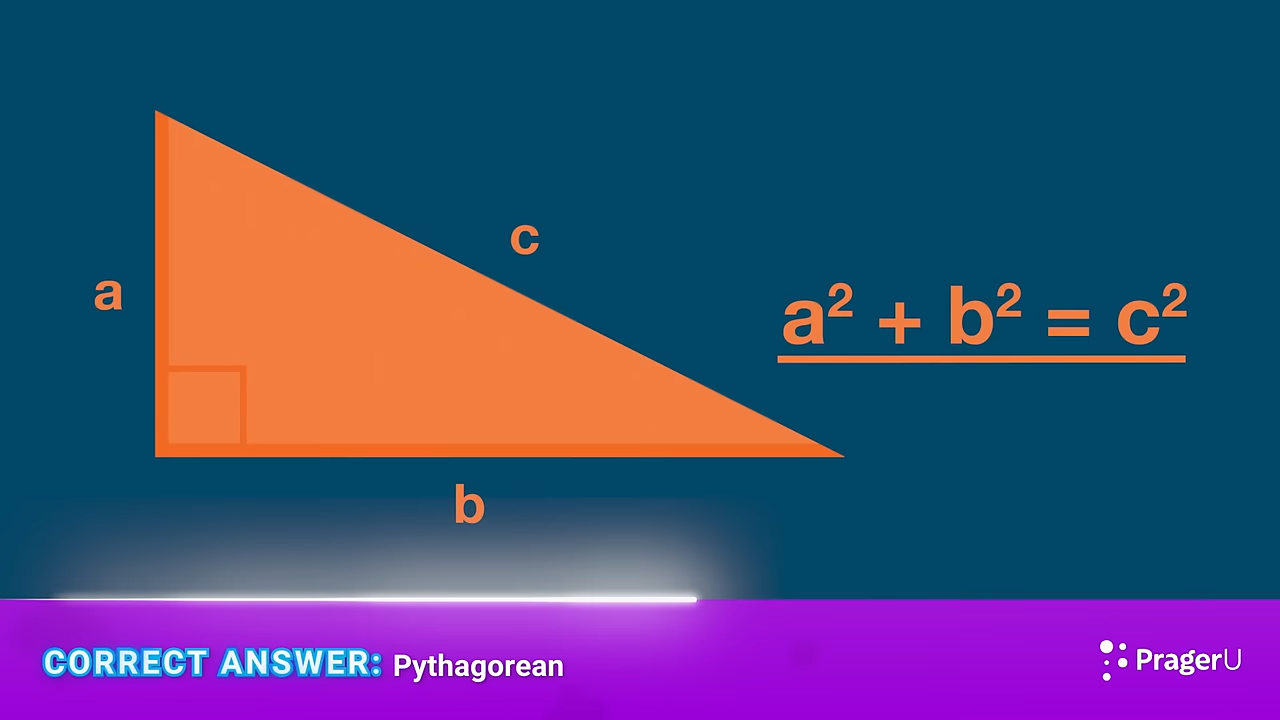 c
a
a² + b² = c²
b
CORRECT ANSWER: Pythagorean
PragerU